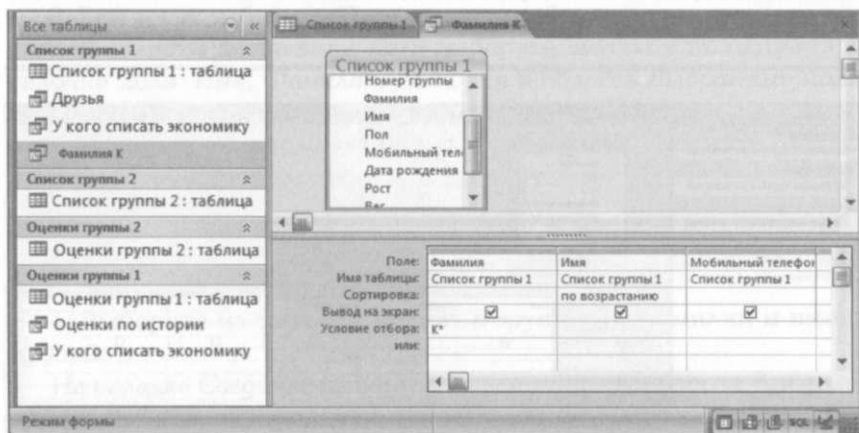 Все таблицы
Список группы 1
Список группы 1 : таблица
Друзья
У кого списать экономику
Фамилия К
Список группы 2
Список группы 2 : таблица
Оценки группы 2
Оценки группы 2 : таблица
Оценки группы 1
Оценки группы 1 : таблица
Оценки по истории
У кого списать экономику
Список группы 1 Фамилия К
Список группы 1
Номер группы
Фамилия
Имя
Пол
Мобильный тел
Дата рождения
Рост
Вес
Поле: Фамилия Имя Мобильный телефон
Имя таблицы: Список группы 1 Список группы 1 Список группы 1
Сортировка: по возрастанию
Вывод на экран:
Условие отбора: К*
или:
Режим формы
SQL